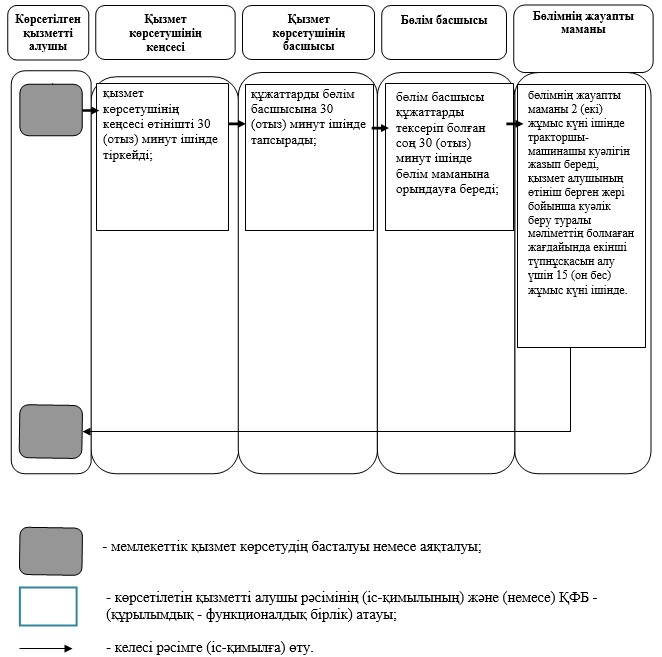 Көрсетілген
қызметті
алушы
Қызмет
көрсетушінің
кеңсесі
Қызмет
көрсетушінің
басшысы
Бөлім басшысы
Бөлімнің жауапты
маманы
қызмет
көрсетушінің
кеңсесі өтінішті 30
(отыз) минут ішінде
тіркейді;
құжаттарды бөлім
басшысына 30
(отыз) минут ішінде
тапсырады;
бөлім басшысы
құжаттарды
тексеріп болған
соң 30 (отыз)
минут ішінде
бөлім маманына
орындауға береді;
бөлімнің жауапты
маманы 2 (екі)
жұмыс күні ішінде
тракторшы-
машинашы куәлігін
жазып береді,
қызмет алушының
өтініш берген жері
бойынша куәлік
беру туралы
мәліметтің болмаған
жағдайында екінші
түпнұсқасын алу
үшін 15 (он бес)
жұмыс күні ішінде.
- мемлекеттік қызмет көрсетудің басталуы немесе аяқталуы;
- көрсетілетін қызметті алушы рәсімінің (іс-қимылының) және (немесе) ҚФБ -
(құрылымдық - функционалдық бірлік) атауы;
- келесі рәсімге (іс-қимылға) өту.